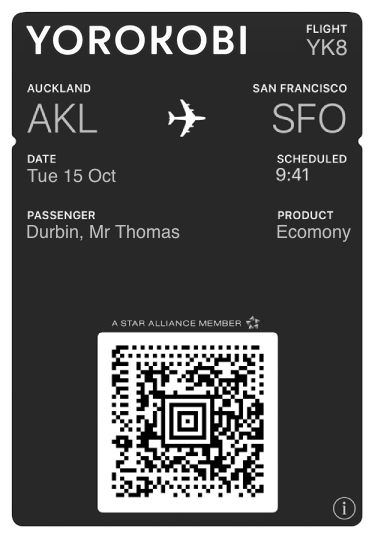 YOROKOBI
FLIGHT
YK8
AUCKLAND SAN FRANCISCO
AKL SFO
DATE SCHEDULED
Tue 15 Oct 9:41
PASSENGER PRODUCT
Durbin, Mr Thomas Ecomony
A STAR ALLIANCE MEMBER
i